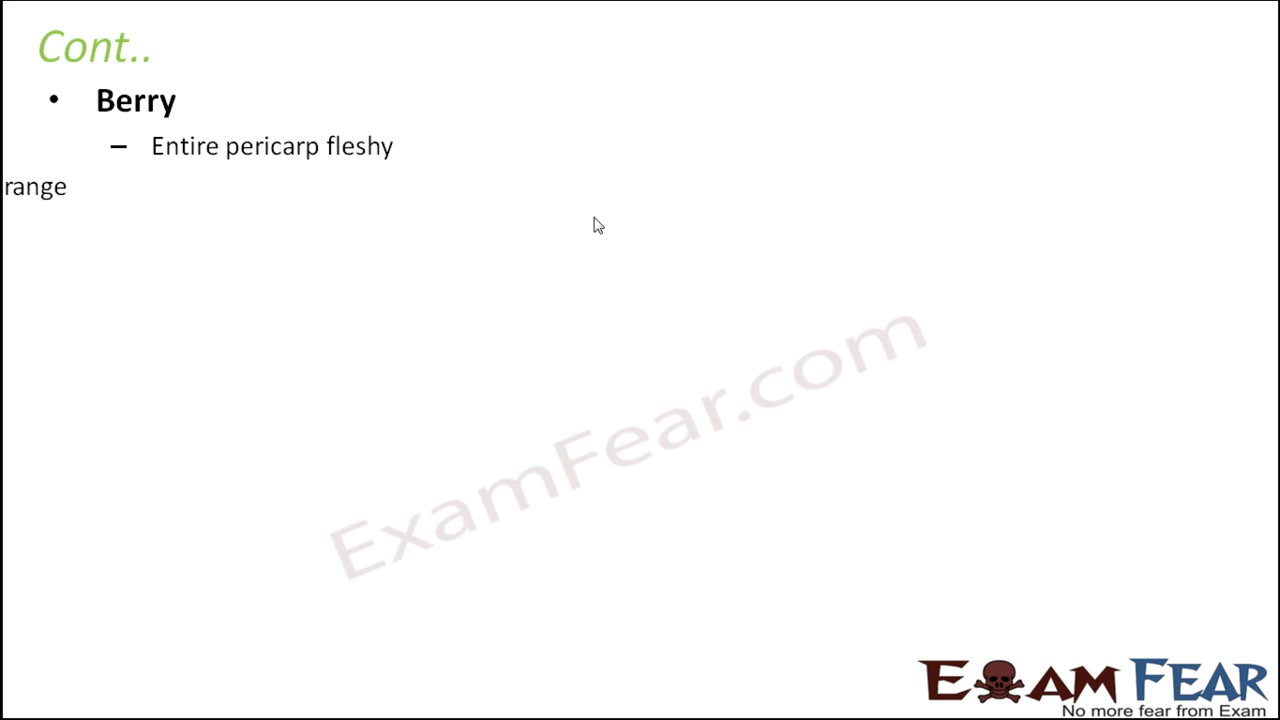 Cont..
• Berry
– Entire pericarp fleshy
range
ExamFear.com
EXAM FEAR
No more fear from Exam